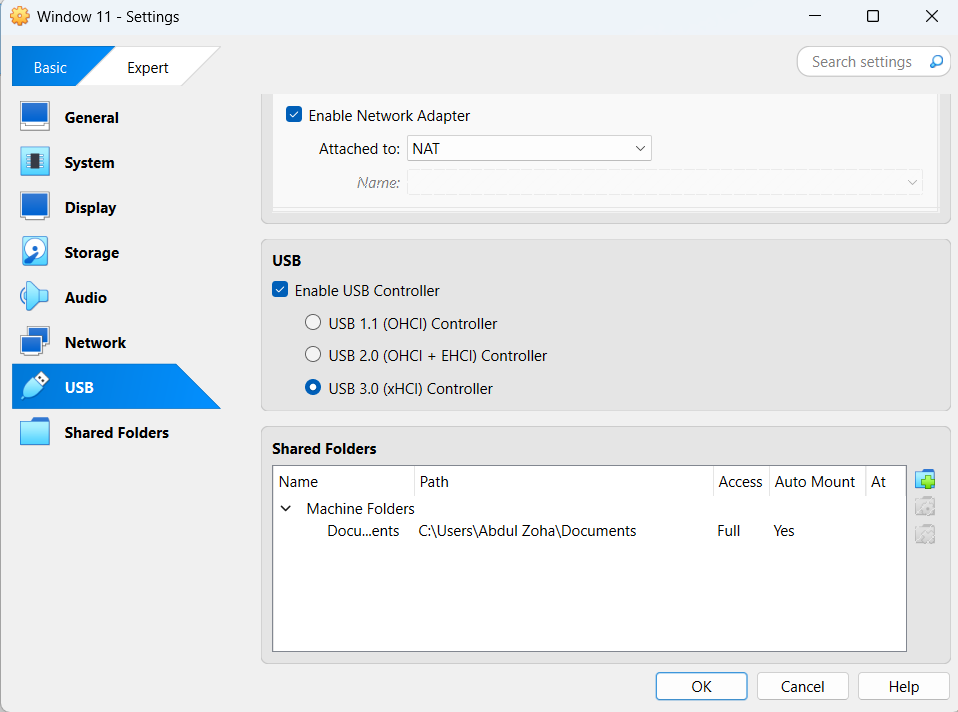 Window 11 - Settings
Basic
Expert
Search settings
General
System
Display
Storage
Audio
Network
USB
Shared Folders
Enable Network Adapter
Attached to: NAT
Name:
USB
Enable USB Controller
USB 1.1 (OHCI) Controller
USB 2.0 (OHCI + EHCI) Controller
USB 3.0 (xHCI) Controller
Shared Folders
Name Path Access Auto Mount At
Machine Folders
Docu...ents C:\Users\Abdul Zoha\Documents Full Yes
OK Cancel Help